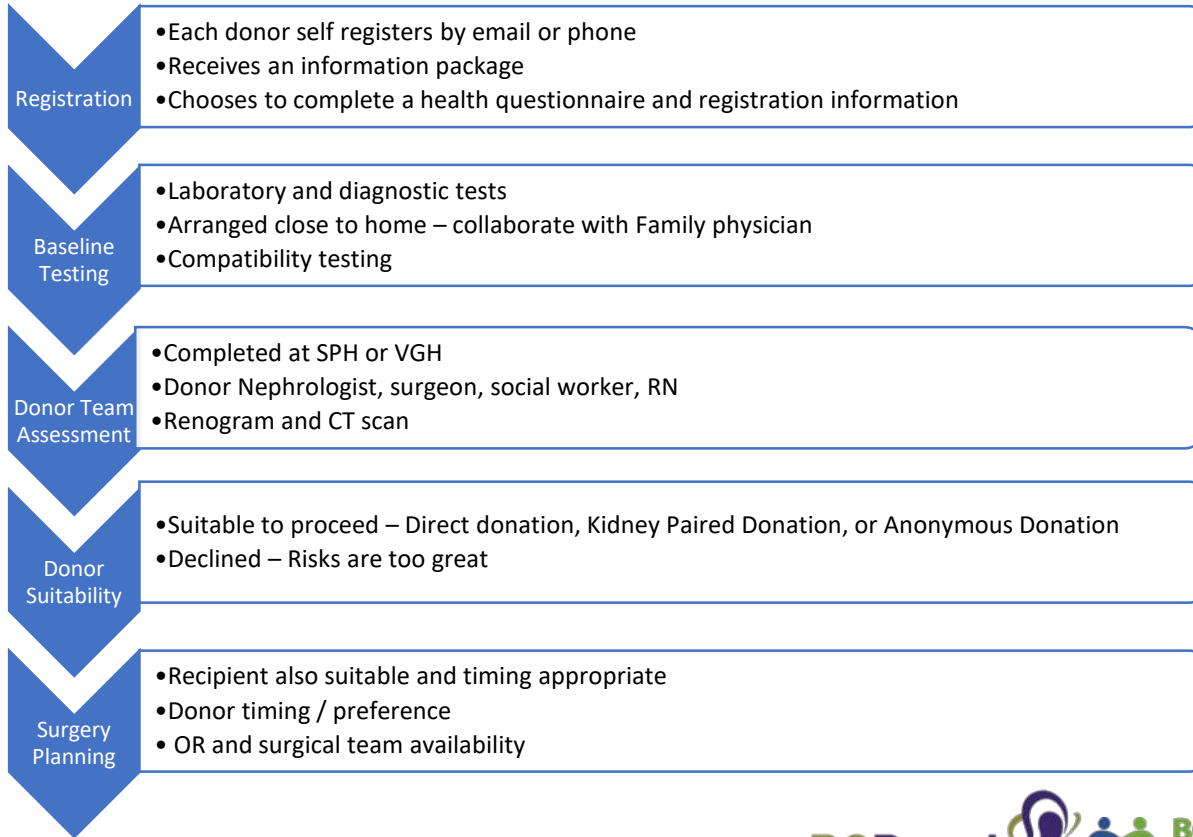 Registration
•Each donor self registers by email or phone
•Receives an information package
•Chooses to complete a health questionnaire and registration information
Baseline
Testing
•Laboratory and diagnostic tests
•Arranged close to home – collaborate with Family physician
•Compatibility testing
Donor Team
Assessment
•Completed at SPH or VGH
•Donor Nephrologist, surgeon, social worker, RN
•Renogram and CT scan
Donor
Suitability
•Suitable to proceed – Direct donation, Kidney Paired Donation, or Anonymous Donation
•Declined – Risks are too great
Surgery
Planning
•Recipient also suitable and timing appropriate
•Donor timing / preference
• OR and surgical team availability